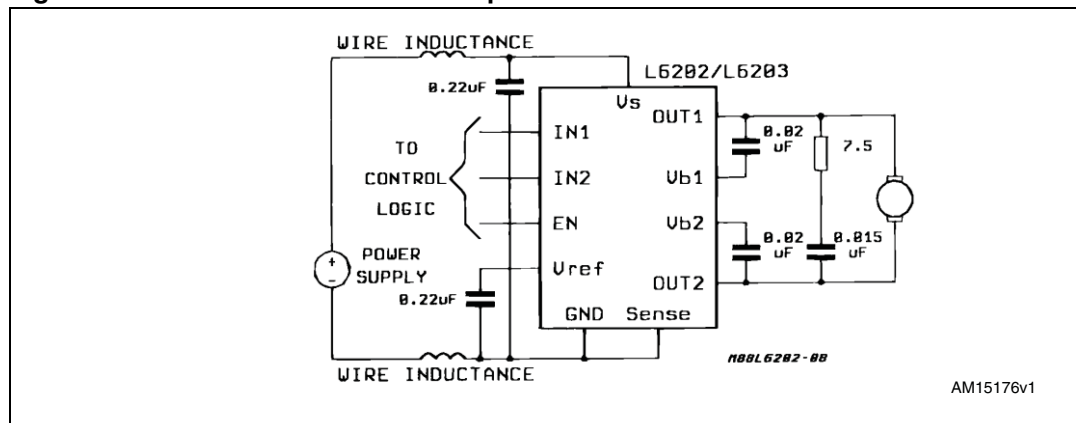 WIRE INDUCTANCE
L6202/L6203
0.22uF
Vs
OUT1
IN1
0.02
uF
7.5
TO
CONTROL
LOGIC
IN2
Vb1
EN
Vb2
POWER
SUPPLY
+
-
Vref
0.02
uF
0.015
uF
OUT2
0.22uF
GND Sense
M88L6202-08
WIRE INDUCTANCE
AM15176v1